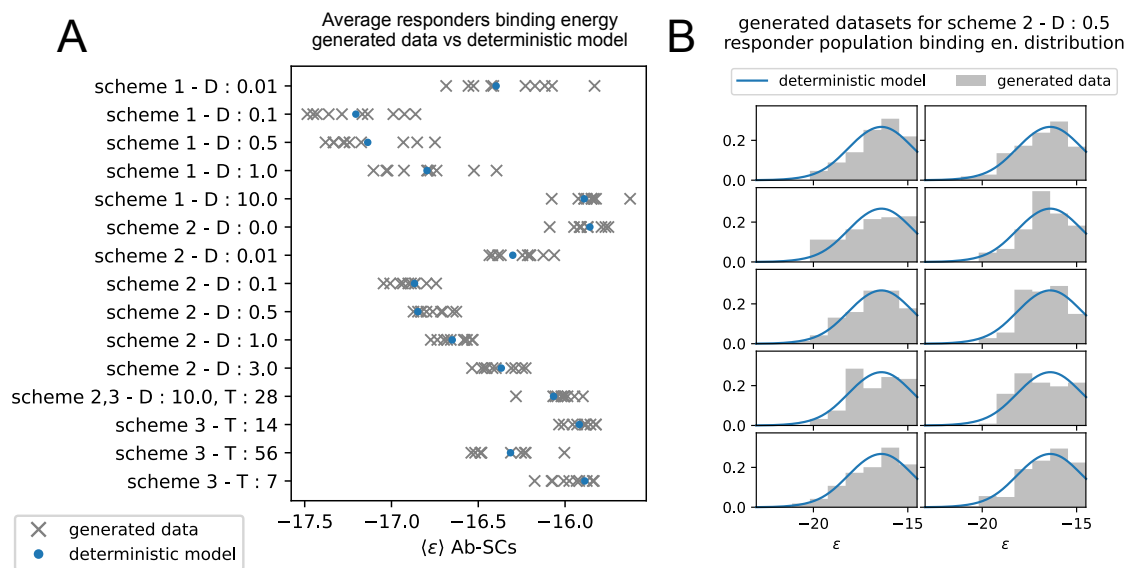 A
Average responders binding energy
generated data vs deterministic model
scheme 1 - D : 0.01
scheme 1 - D : 0.1
scheme 1 - D : 0.5
scheme 1 - D : 1.0
scheme 1 - D : 10.0
scheme 2 - D : 0.0
scheme 2 - D : 0.01
scheme 2 - D : 0.1
scheme 2 - D : 0.5
scheme 2 - D : 1.0
scheme 2 - D : 3.0
scheme 2,3 - D : 10.0, T : 28
scheme 3 - T : 14
scheme 3 - T : 56
scheme 3 - T : 7
−17.5 −17.0 −16.5 −16.0
⟨ε⟩ Ab-SCs
generated data
deterministic model
B
generated datasets for scheme 2 - D : 0.5
responder population binding en. distribution
deterministic model generated data
0.2
0.0
0.2
0.0
0.2
0.0
0.2
0.0
0.2
0.0
−20 −15 −20 −15
ε ε